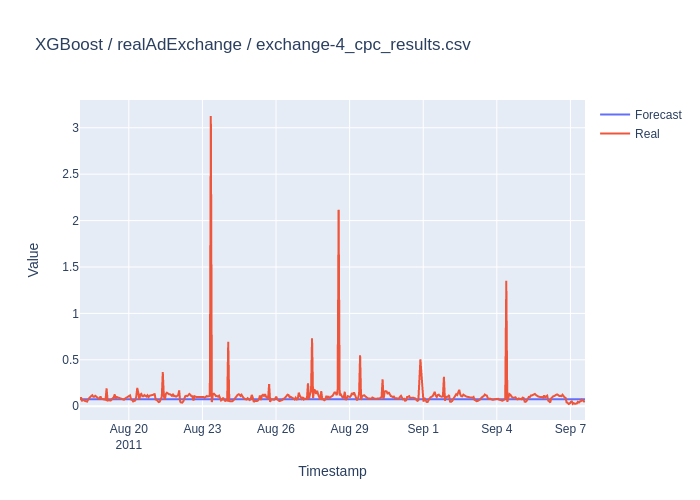 XGBoost / realAdExchange / exchange-4_cpc_results.csv
Forecast
Real
3
2.5
2
1.5
1
0.5
0
Value
Aug 20
2011
Aug 23
Aug 26
Aug 29
Sep 1
Sep 4
Sep 7
Timestamp